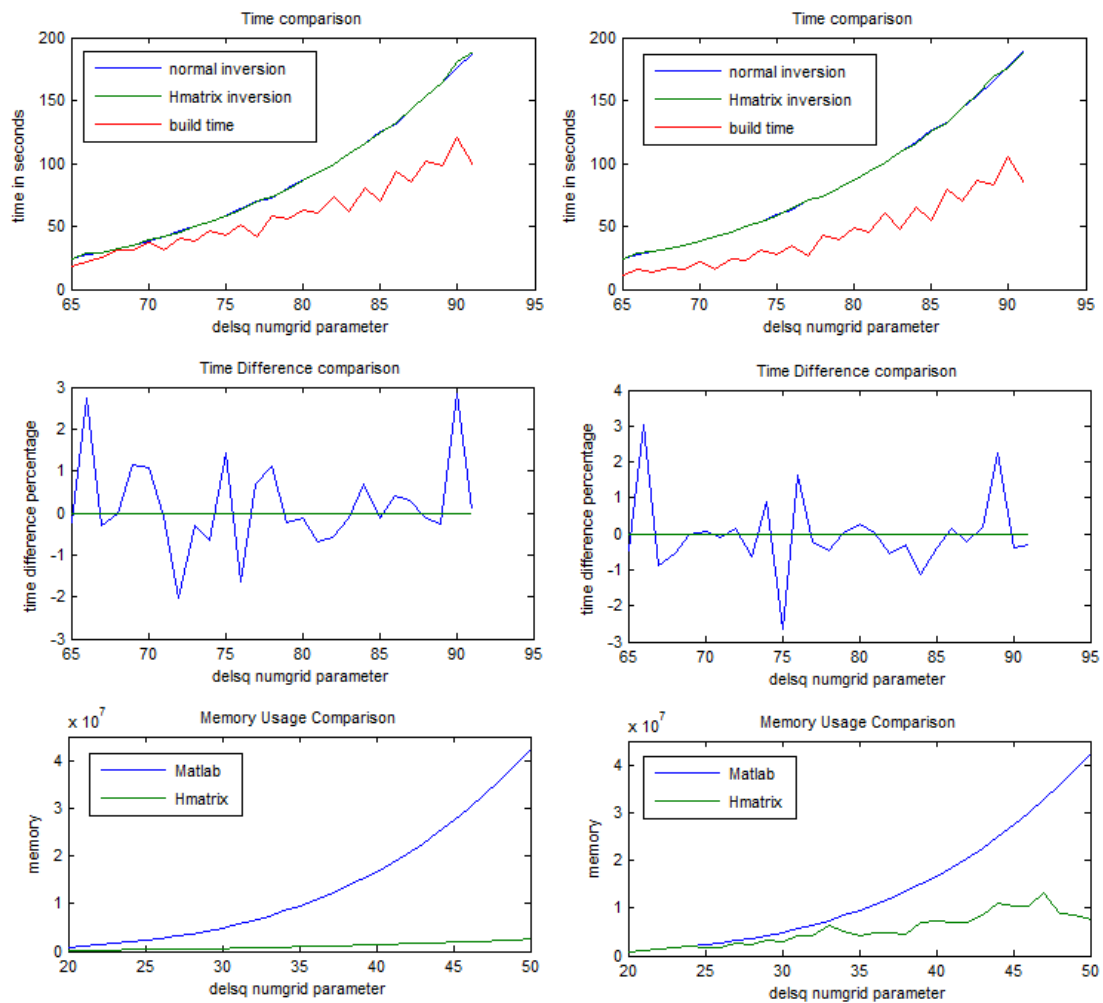 Time comparison
200
150
100
50
0
time in seconds
normal inversion
Hmatrix inversion
build time
65 70 75 80 85 90 95
delsq numgrid parameter
Time comparison
200
150
100
50
0
time in seconds
normal inversion
Hmatrix inversion
build time
65 70 75 80 85 90 95
delsq numgrid parameter
Time Difference comparison
3
2
1
0
-1
-2
-3
time difference percentage
65 70 75 80 85 90 95
delsq numgrid parameter
Time Difference comparison
4
3
2
1
0
-1
-2
-3
time difference percentage
65 70 75 80 85 90 95
delsq numgrid parameter
Memory Usage Comparison
x 10^7
4
3
2
1
0
memory
Matlab
Hmatrix
20 25 30 35 40 45 50
delsq numgrid parameter
Memory Usage Comparison
x 10^7
4
3
2
1
0
memory
Matlab
Hmatrix
20 25 30 35 40 45 50
delsq numgrid parameter